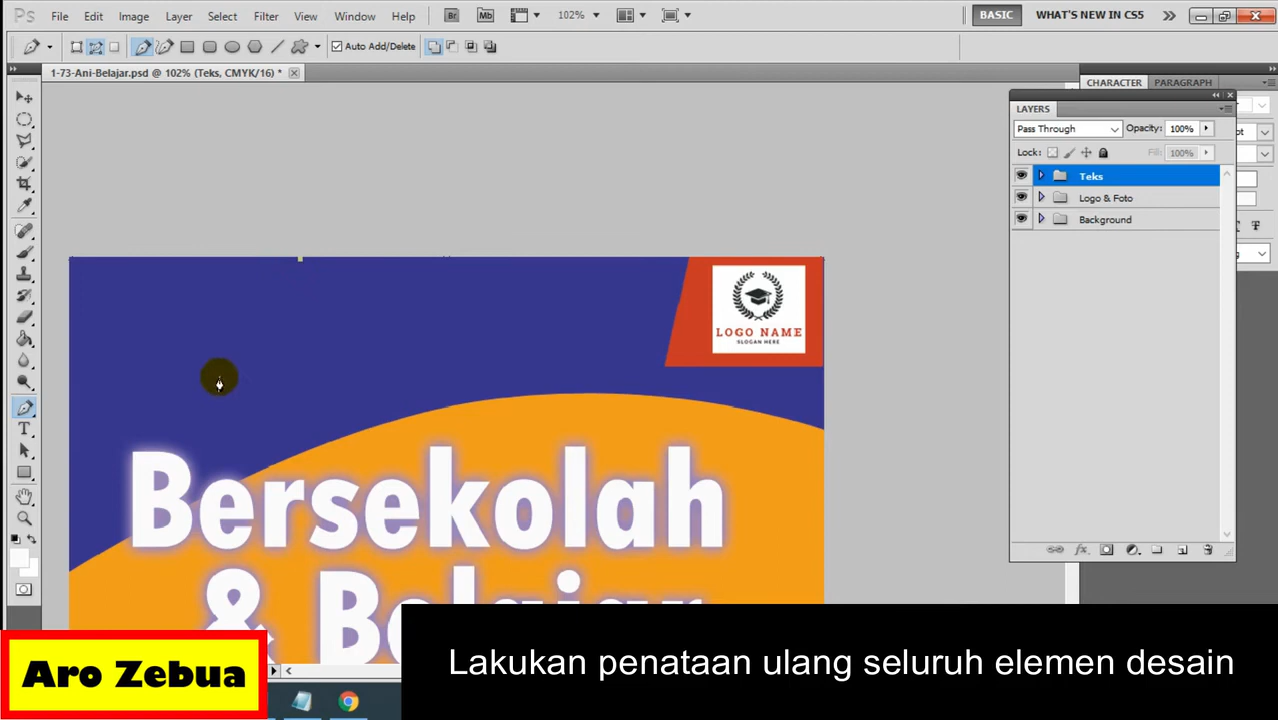 Ps File Edit Image Layer Select Filter View Window Help Br Mb 102% BASIC WHAT'S NEW IN CS5
Auto Add/Delete
1-73-Ani-Belajar.psd @ 102% (Teks, CMYK/16) *
CHARACTER PARAGRAPH
LAYERS
Pass Through Opacity: 100%
Lock: Fill: 100%
Teks
Logo & Foto
Background
LOGO NAME
SLOGAN HERE
Bersekolah
& Belajar
Aro Zebua
Lakukan penataan ulang seluruh elemen desain